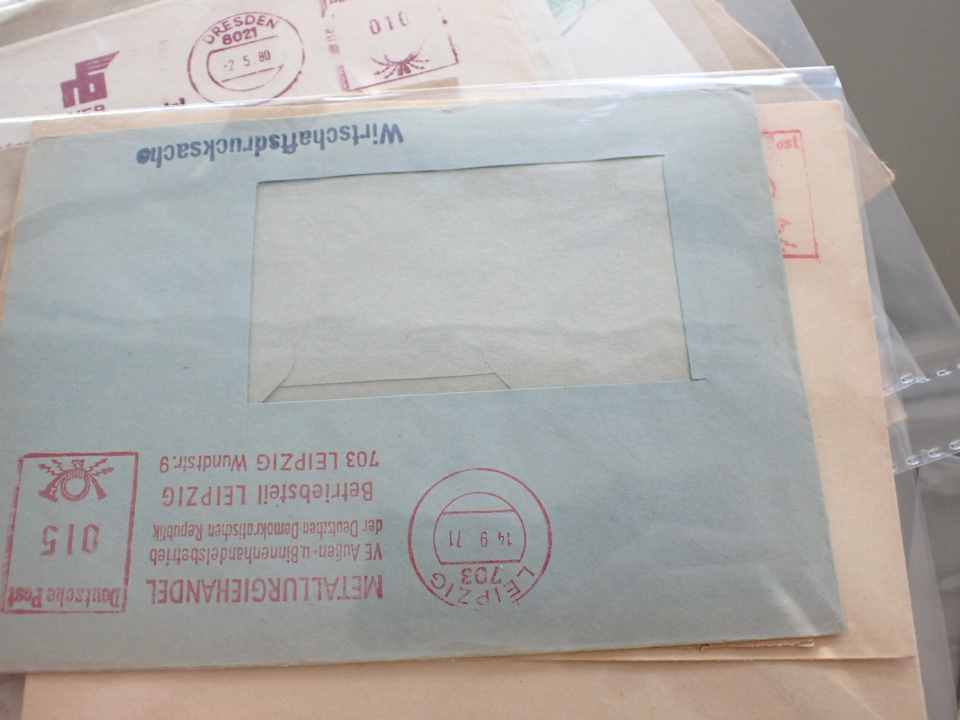 DRESDEN
8021
-2.5.80
010
VEB
Wirtschaftsdrucksache
LEIPZIG
703
14.9.71
METALLURGIEHANDEL
VE Außen-u.Binnenhandelsbetrieb
der Deutschen Demokratischen Republik
Betriebsteil LEIPZIG
703 LEIPZIG Wundtstr.9
Deutsche Post
015